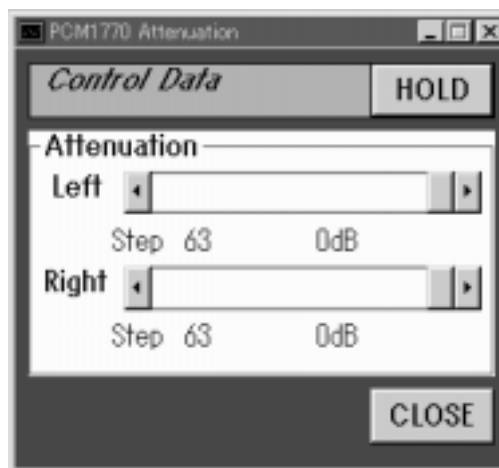 PCM1770 Attenuation
Control Data HOLD
Attenuation
Left
Step 63 0dB
Right
Step 63 0dB
CLOSE